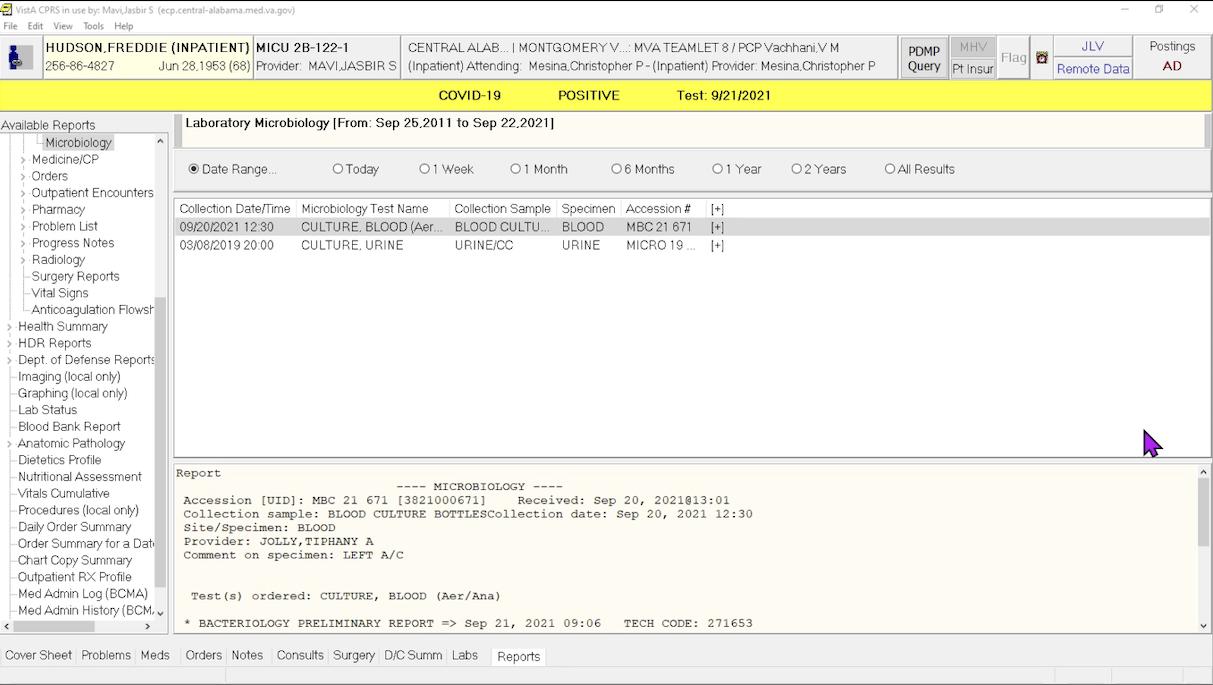 VistA CPRS in use by: Mavi,Jasbir S (ecp.central-alabama.med.va.gov)
File Edit View Tools Help
HUDSON,FREDDIE (INPATIENT) MICU 2B-122-1 CENTRAL ALAB... | MONTGOMERY V...: MVA TEAMLET 8 / PCP Vachhani,V M PDMP MHV Flag JLV Postings
256-86-4827 Jun 28,1953 (68) Provider: MAVI,JASBIR S (Inpatient) Attending: Mesina,Christopher P - (Inpatient) Provider: Mesina,Christopher P Query Pt Insur Remote Data AD
COVID-19 POSITIVE Test: 9/21/2021
Available Reports
Microbiology
Medicine/CP
Orders
Outpatient Encounters
Pharmacy
Problem List
Progress Notes
Radiology
Surgery Reports
Vital Signs
Anticoagulation Flowsh
Health Summary
HDR Reports
Dept. of Defense Reports
Imaging (local only)
Graphing (local only)
Lab Status
Blood Bank Report
Anatomic Pathology
Dietetics Profile
Nutritional Assessment
Vitals Cumulative
Procedures (local only)
Daily Order Summary
Order Summary for a Date
Chart Copy Summary
Outpatient RX Profile
Med Admin Log (BCMA)
Med Admin History (BCM
Laboratory Microbiology [From: Sep 25,2011 to Sep 22,2021]
Date Range... Today 1 Week 1 Month 6 Months 1 Year 2 Years All Results
Collection Date/Time Microbiology Test Name Collection Sample Specimen Accession # [+]
09/20/2021 12:30 CULTURE, BLOOD (Aer... BLOOD CULTU... BLOOD MBC 21 671 [+]
03/08/2019 20:00 CULTURE, URINE URINE/CC URINE MICRO 19 ... [+]
Report
---- MICROBIOLOGY ----
Accession [UID]: MBC 21 671 [3821000671] Received: Sep 20, 2021@13:01
Collection sample: BLOOD CULTURE BOTTLESCollection date: Sep 20, 2021 12:30
Site/Specimen: BLOOD
Provider: JOLLY,TIPHANY A
Comment on specimen: LEFT A/C
Test(s) ordered: CULTURE, BLOOD (Aer/Ana)
* BACTERIOLOGY PRELIMINARY REPORT => Sep 21, 2021 09:06 TECH CODE: 271653
Cover Sheet Problems Meds Orders Notes Consults Surgery D/C Summ Labs Reports